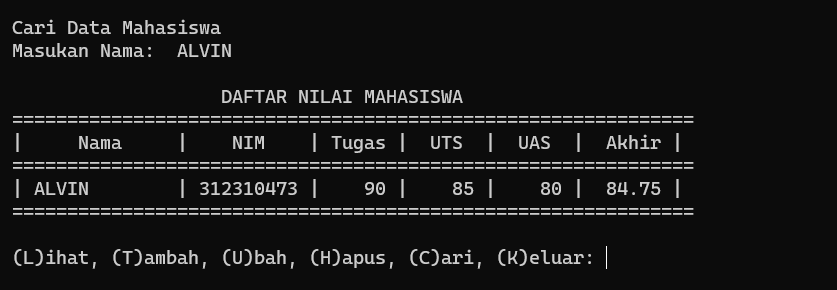 Cari Data Mahasiswa
Masukan Nama:  ALVIN
DAFTAR NILAI MAHASISWA
==============================================================
|     Nama     |    NIM    | Tugas |  UTS  |  UAS  |  Akhir |
==============================================================
| ALVIN        | 312310473 |    90 |    85 |    80 |  84.75 |
==============================================================
(L)ihat, (T)ambah, (U)bah, (H)apus, (C)ari, (K)eluar: